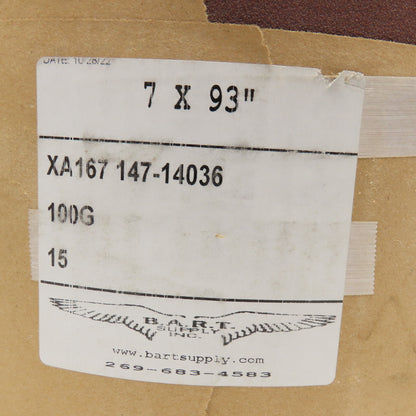 DATE: 10/28/22
7 X 93"
XA167 147-14036
100G
15
B.A.R.T.
SUPPLY
INC.
www.bartsupply.com
269-683-4583